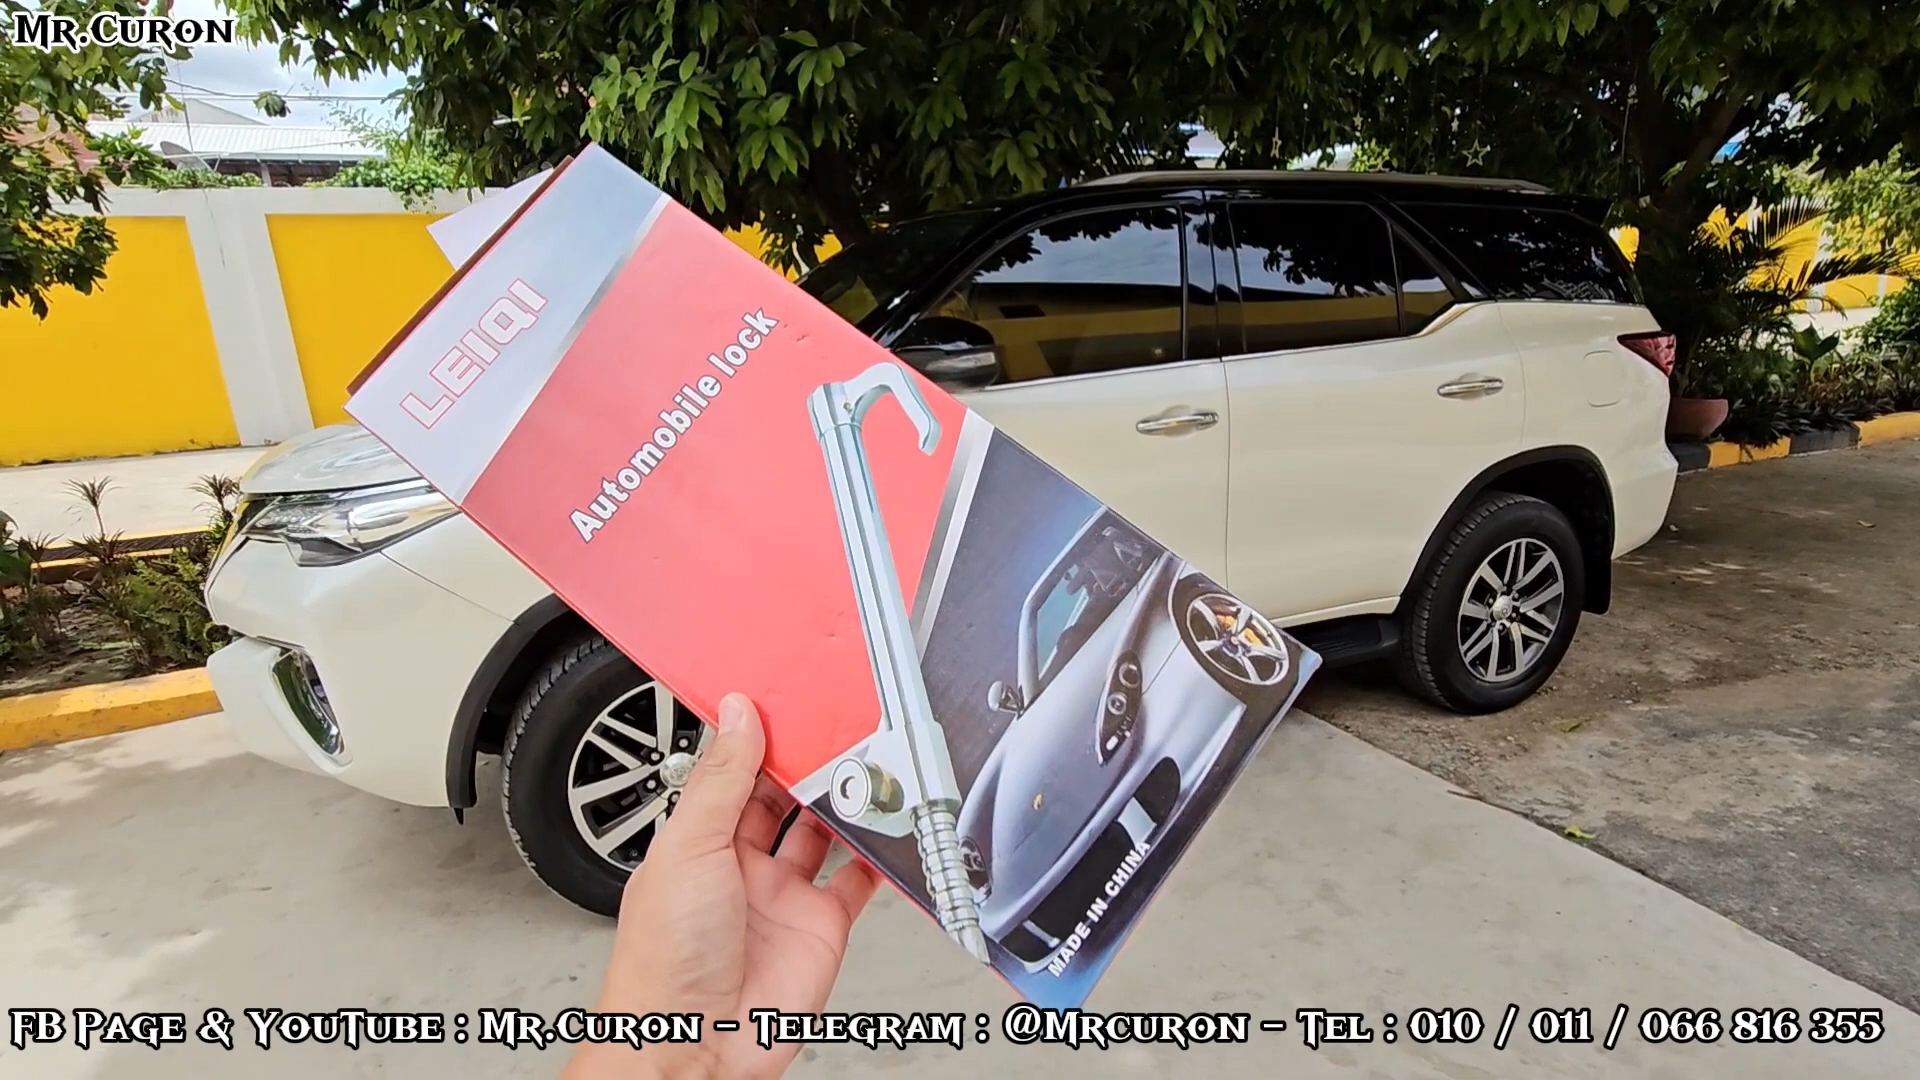 Mr.Curon
LEIQI
Automobile lock
MADE IN CHINA
FB Page & YouTube : Mr.Curon - Telegram : @Mrcuron - Tel : 010 / 011 / 066 816 355